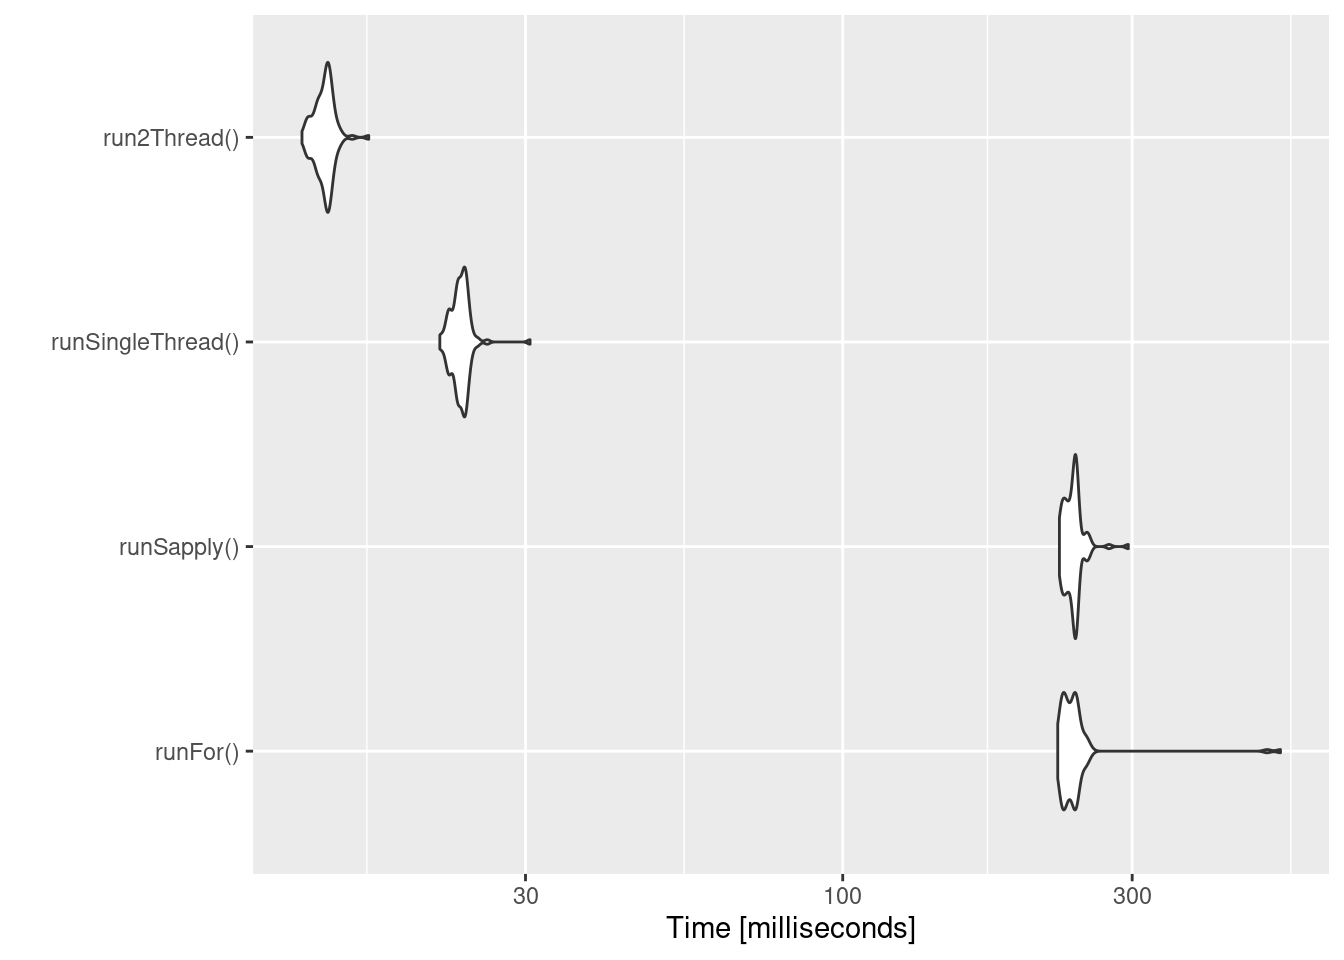 run2Thread()
runSingleThread()
runSapply()
runFor()
30 100 300
Time [milliseconds]